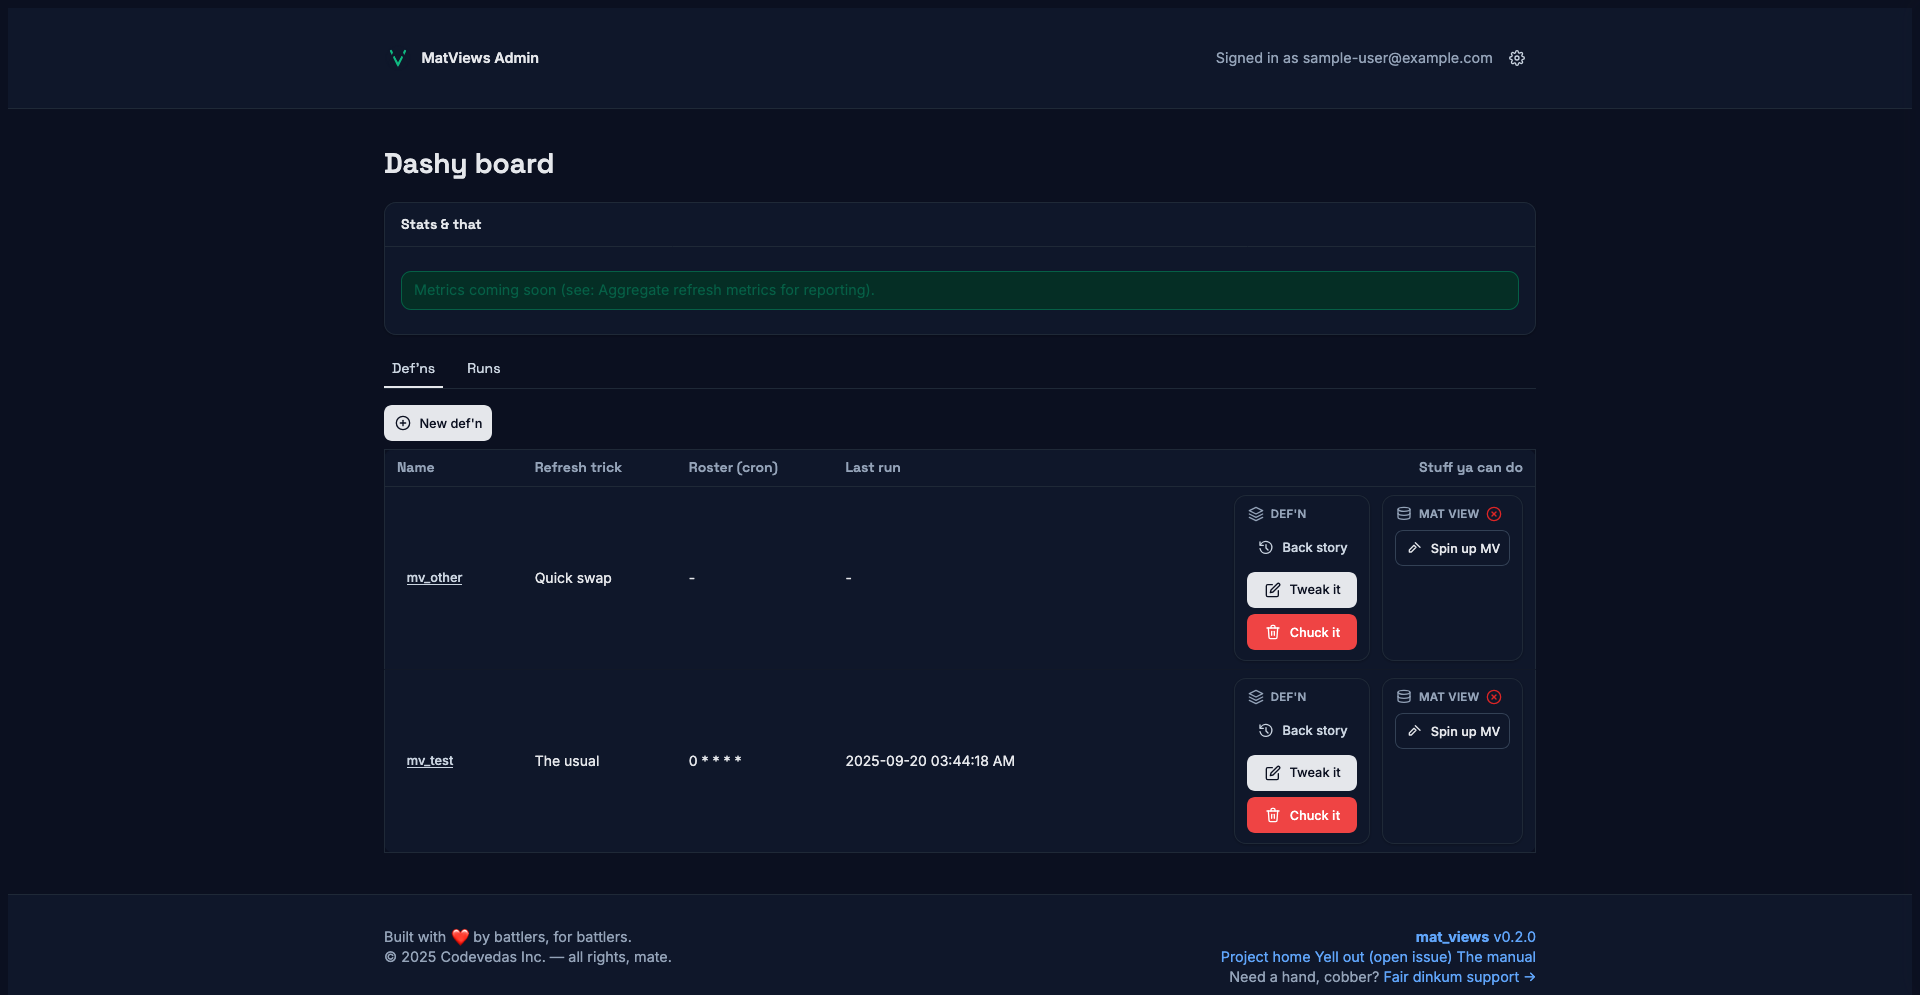 MatViews Admin
Signed in as sample-user@example.com
Dashy board
Stats & that
Metrics coming soon (see: Aggregate refresh metrics for reporting).
Def'ns Runs
New def'n
Name Refresh trick Roster (cron) Last run Stuff ya can do
DEF'N MAT VIEW
Back story Spin up MV
mv_other Quick swap - -
Tweak it
Chuck it
DEF'N MAT VIEW
Back story Spin up MV
mv_test The usual 0 * * * * 2025-09-20 03:44:18 AM
Tweak it
Chuck it
Built with ❤️ by battlers, for battlers.
© 2025 Codevedas Inc. — all rights, mate.
mat_views v0.2.0
Project home Yell out (open issue) The manual
Need a hand, cobber? Fair dinkum support →